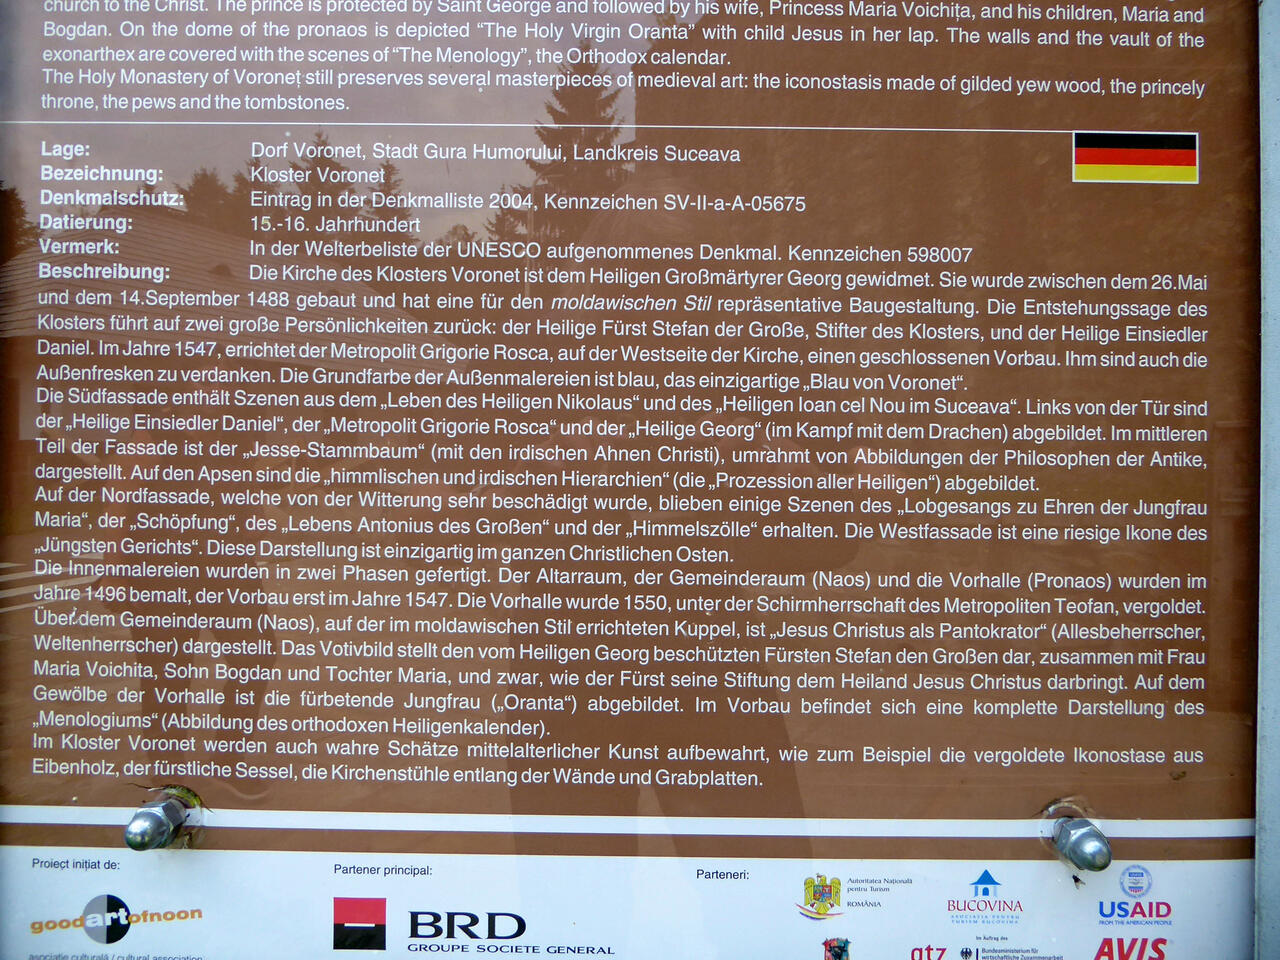 church to the Christ. The prince is protected by Saint George and followed by his wife, Princess Maria Voichița, and his children, Maria and
Bogdan. On the dome of the pronaos is depicted "The Holy Virgin Oranta" with child Jesus in her lap. The walls and the vault of the
exonarthex are covered with the scenes of "The Menology", the Orthodox calendar.
The Holy Monastery of Voroneț still preserves several masterpieces of medieval art: the iconostasis made of gilded yew wood, the princely
throne, the pews and the tombstones.
Lage: Dorf Voronet, Stadt Gura Humorului, Landkreis Suceava
Bezeichnung: Kloster Voronet
Denkmalschutz: Eintrag in der Denkmalliste 2004, Kennzeichen SV-II-a-A-05675
Datierung: 15.-16. Jahrhundert
Vermerk: In der Welterbeliste der UNESCO aufgenommenes Denkmal. Kennzeichen 598007
Beschreibung: Die Kirche des Klosters Voronet ist dem Heiligen Großmärtyrer Georg gewidmet. Sie wurde zwischen dem 26.Mai
und dem 14.September 1488 gebaut und hat eine für den moldawischen Stil repräsentative Baugestaltung. Die Entstehungssage des
Klosters führt auf zwei große Persönlichkeiten zurück: der Heilige Fürst Stefan der Große, Stifter des Klosters, und der Heilige Einsiedler
Daniel. Im Jahre 1547, errichtet der Metropolit Grigorie Rosca, auf der Westseite der Kirche, einen geschlossenen Vorbau. Ihm sind auch die
Außenfresken zu verdanken. Die Grundfarbe der Außenmalereien ist blau, das einzigartige „Blau von Voronet“.
Die Südfassade enthält Szenen aus dem „Leben des Heiligen Nikolaus“ und des „Heiligen Ioan cel Nou im Suceava“. Links von der Tür sind
der „Heilige Einsiedler Daniel“, der „Metropolit Grigorie Rosca“ und der „Heilige Georg“ (im Kampf mit dem Drachen) abgebildet. Im mittleren
Teil der Fassade ist der „Jesse-Stammbaum“ (mit den irdischen Ahnen Christi), umrahmt von Abbildungen der Philosophen der Antike,
dargestellt. Auf den Apsen sind die „himmlischen und irdischen Hierarchien“ (die „Prozession aller Heiligen“) abgebildet.
Auf der Nordfassade, welche von der Witterung sehr beschädigt wurde, blieben einige Szenen des „Lobgesangs zu Ehren der Jungfrau
Maria“, der „Schöpfung“, des „Lebens Antonius des Großen“ und der „Himmelszölle“ erhalten. Die Westfassade ist eine riesige Ikone des
„Jüngsten Gerichts“. Diese Darstellung ist einzigartig im ganzen Christlichen Osten.
Die Innenmalereien wurden in zwei Phasen gefertigt. Der Altarraum, der Gemeinderaum (Naos) und die Vorhalle (Pronaos) wurden im
Jahre 1496 bemalt, der Vorbau erst im Jahre 1547. Die Vorhalle wurde 1550, unter der Schirmherrschaft des Metropoliten Teofan, vergoldet.
Über dem Gemeinderaum (Naos), auf der im moldawischen Stil errichteten Kuppel, ist „Jesus Christus als Pantokrator“ (Allesbeherrscher,
Weltenherrscher) dargestellt. Das Votivbild stellt den vom Heiligen Georg beschützten Fürsten Stefan den Großen dar, zusammen mit Frau
Maria Voichita, Sohn Bogdan und Tochter Maria, und zwar, wie der Fürst seine Stiftung dem Heiland Jesus Christus darbringt. Auf dem
Gewölbe der Vorhalle ist die fürbetende Jungfrau („Oranta“) abgebildet. Im Vorbau befindet sich eine komplette Darstellung des
„Menologiums“ (Abbildung des orthodoxen Heiligenkalender).
Im Kloster Voronet werden auch wahre Schätze mittelalterlicher Kunst aufbewahrt, wie zum Beispiel die vergoldete Ikonostase aus
Eibenholz, der fürstliche Sessel, die Kirchenstühle entlang der Wände und Grabplatten.
Proiect inițiat de: Partener principal: Parteneri:
goodartofnoon
asociație culturală / cultural association
BRD
GROUPE SOCIETE GENERAL
Autoritatea Națională
pentru Turism
ROMÂNIA
BUCOVINA
ASOCIAȚIA PENTRU
TURISM BUCOVINA
USAID
FROM THE AMERICAN PEOPLE
gtz
Im Auftrag des
Bundesministerium für
wirtschaftliche Zusammenarbeit
AVIS